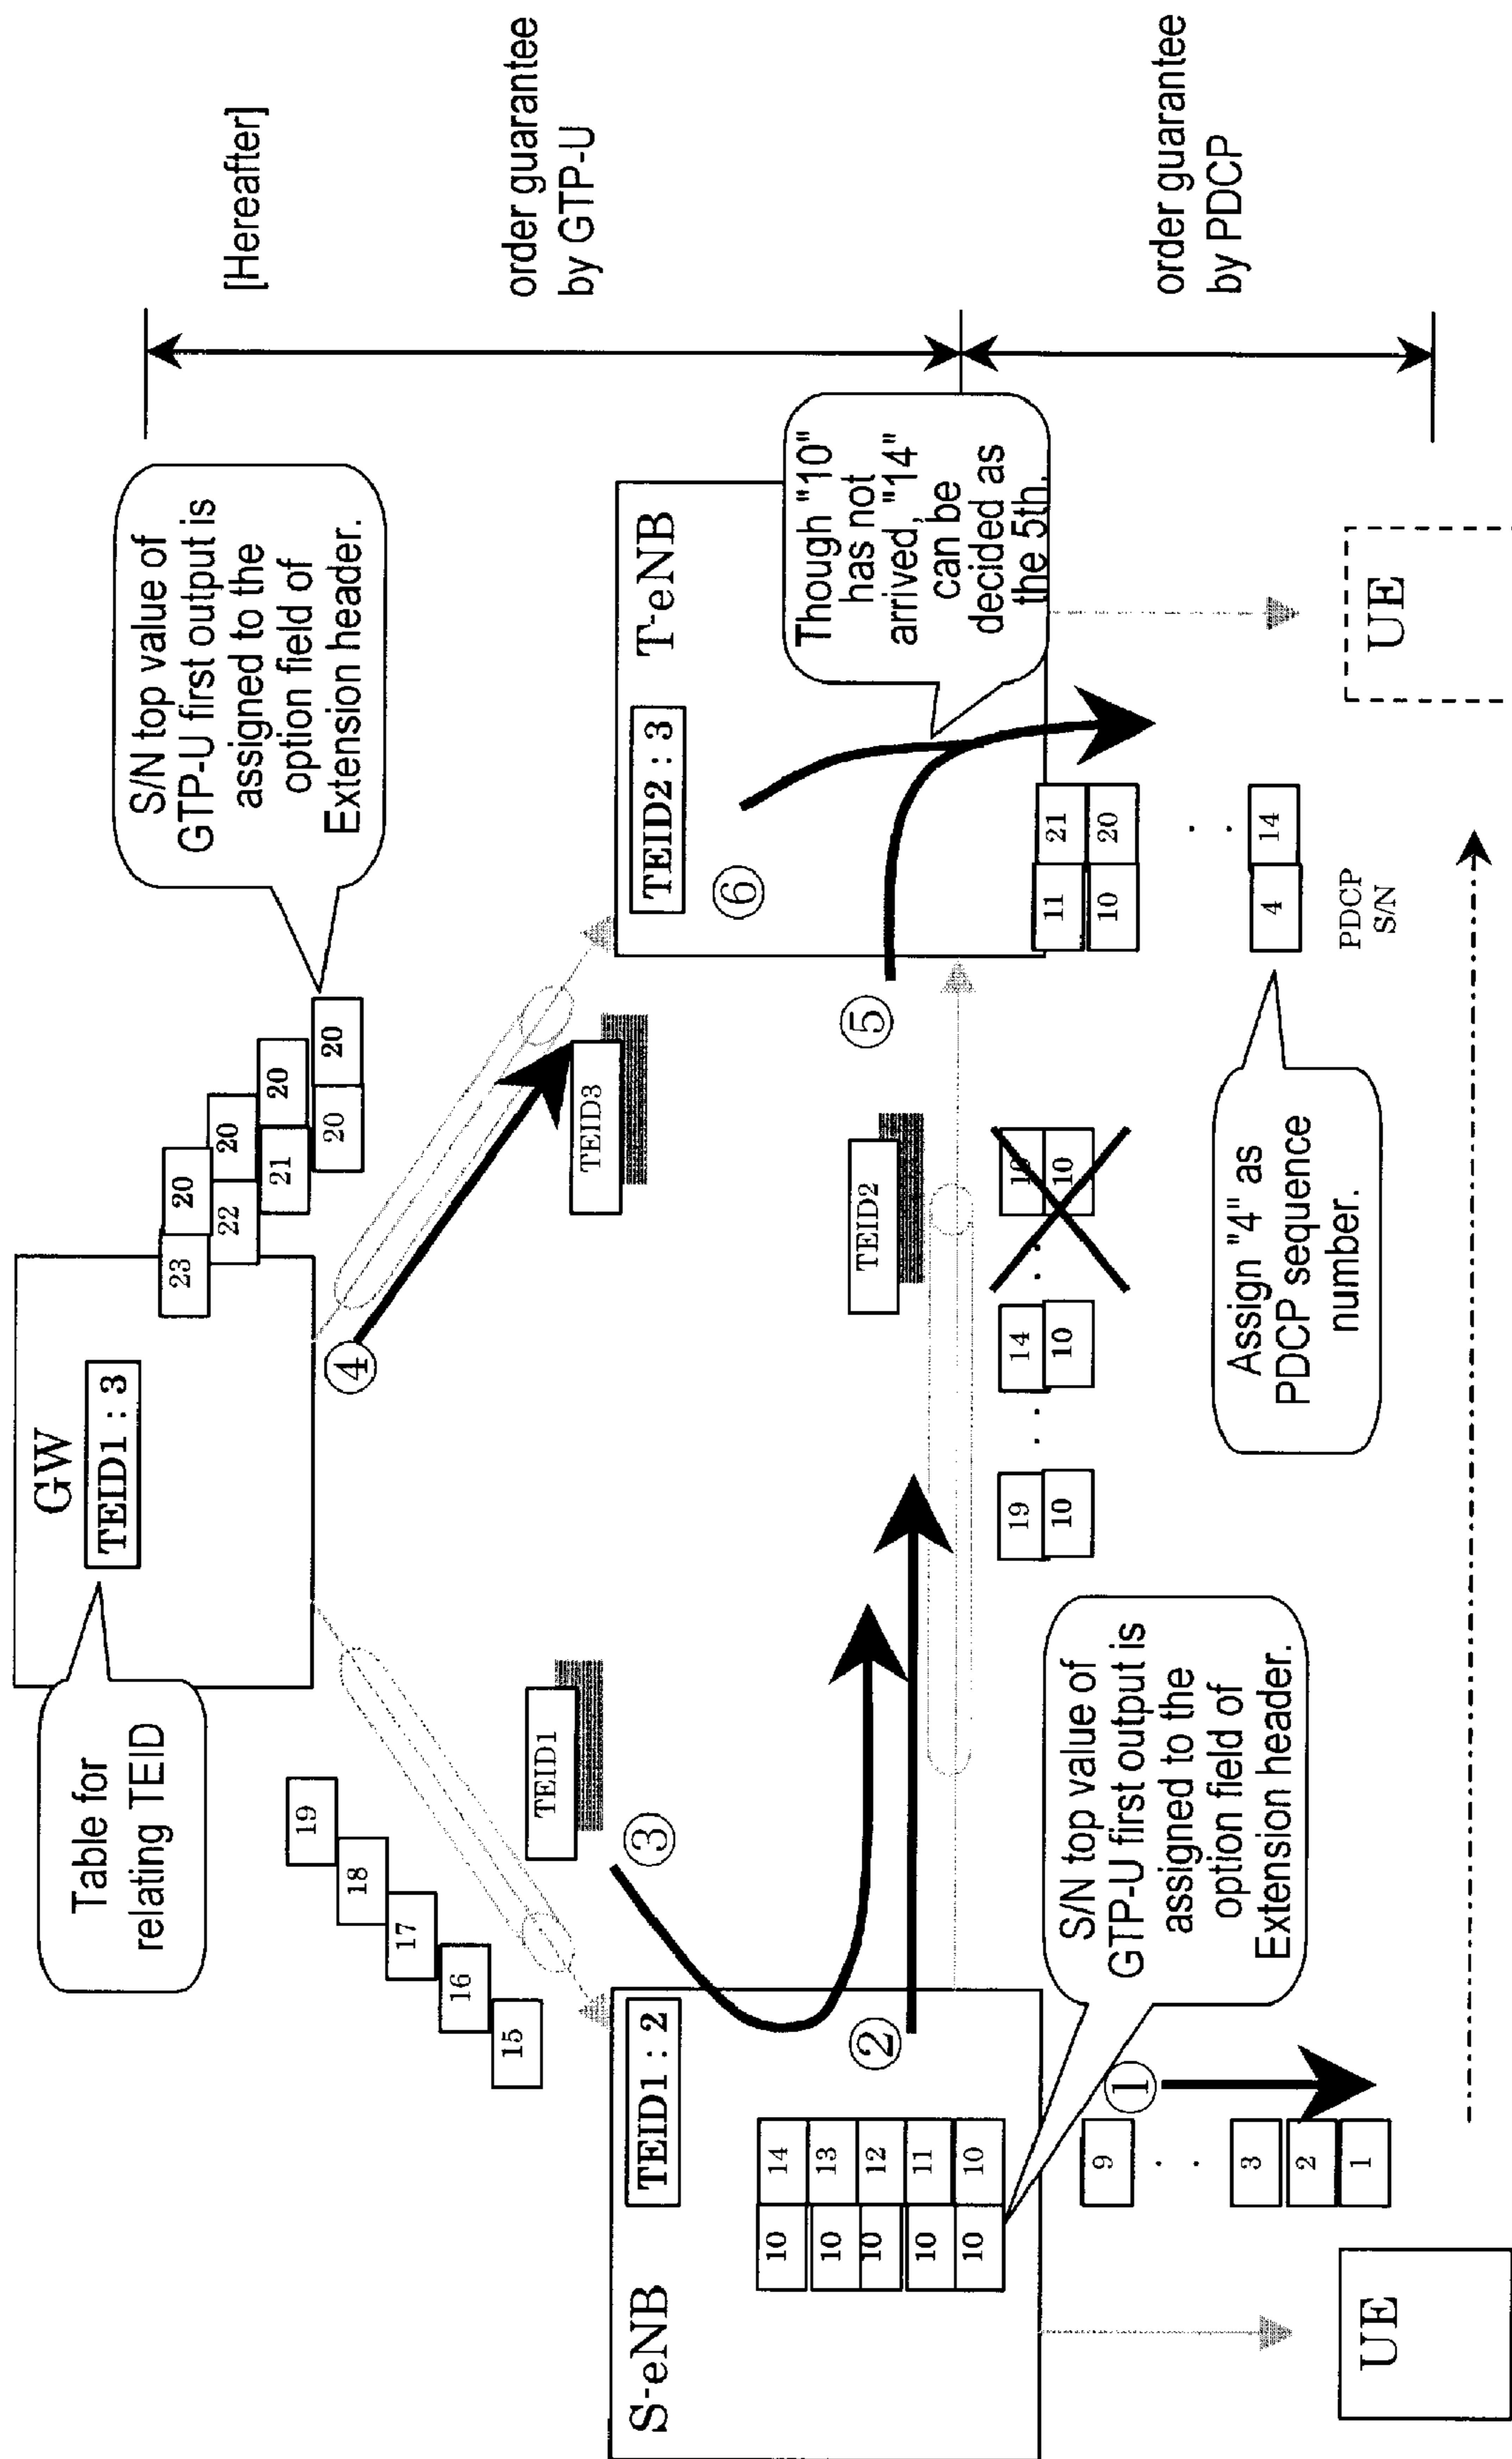 GW
TEID1 : 3
Table for
relating TEID
[Hereafter]
S/N top value of
GTP-U first output is
assigned to the
option field of
Extension header.
23 20
22 20
21 20
20 20
19
18
17
16
15
④
TEID1
TEID3
order guarantee
by GTP-U
S-eNB
TEID1 : 2
③
T-eNB
TEID2 : 3
⑥
10 14
10 13
10 12
10 11
10 10
②
TEID2
⑤
Though "10"
has not
arrived, "14"
can be
decided as
the 5th.
19
10
. .
14
10
. .
10
11 21
10 20
. .
4 14
PDCP
S/N
S/N top value of
GTP-U first output is
assigned to the
option field of
Extension header.
①
9
. .
3
2
1
Assign "4" as
PDCP sequence
number.
order guarantee
by PDCP
UE
UE